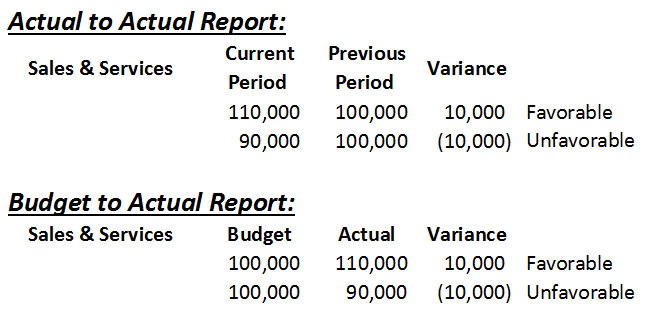 Actual to Actual Report:
Sales & Services Current Period Previous Period Variance
110,000 100,000 10,000 Favorable
90,000 100,000 (10,000) Unfavorable
Budget to Actual Report:
Sales & Services Budget Actual Variance
100,000 110,000 10,000 Favorable
100,000 90,000 (10,000) Unfavorable